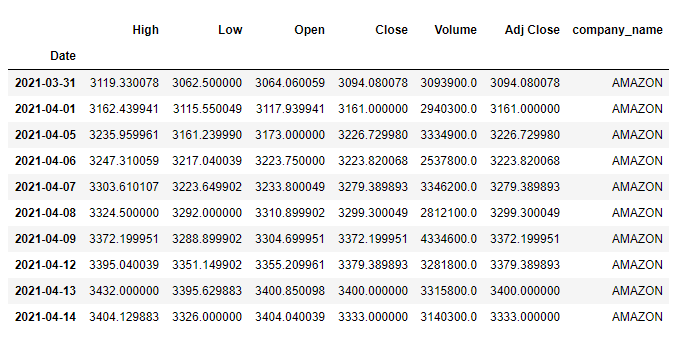 High Low Open Close Volume Adj Close company_name
Date
2021-03-31 3119.330078 3062.500000 3064.060059 3094.080078 3093900.0 3094.080078 AMAZON
2021-04-01 3162.439941 3115.550049 3117.939941 3161.000000 2940300.0 3161.000000 AMAZON
2021-04-05 3235.959961 3161.239990 3173.000000 3226.729980 3334900.0 3226.729980 AMAZON
2021-04-06 3247.310059 3217.040039 3223.750000 3223.820068 2537800.0 3223.820068 AMAZON
2021-04-07 3303.610107 3223.649902 3233.800049 3279.389893 3346200.0 3279.389893 AMAZON
2021-04-08 3324.500000 3292.000000 3310.899902 3299.300049 2812100.0 3299.300049 AMAZON
2021-04-09 3372.199951 3288.899902 3304.699951 3372.199951 4334600.0 3372.199951 AMAZON
2021-04-12 3395.040039 3351.149902 3355.209961 3379.389893 3281800.0 3379.389893 AMAZON
2021-04-13 3432.000000 3395.629883 3400.850098 3400.000000 3315800.0 3400.000000 AMAZON
2021-04-14 3404.129883 3326.000000 3404.040039 3333.000000 3140300.0 3333.000000 AMAZON